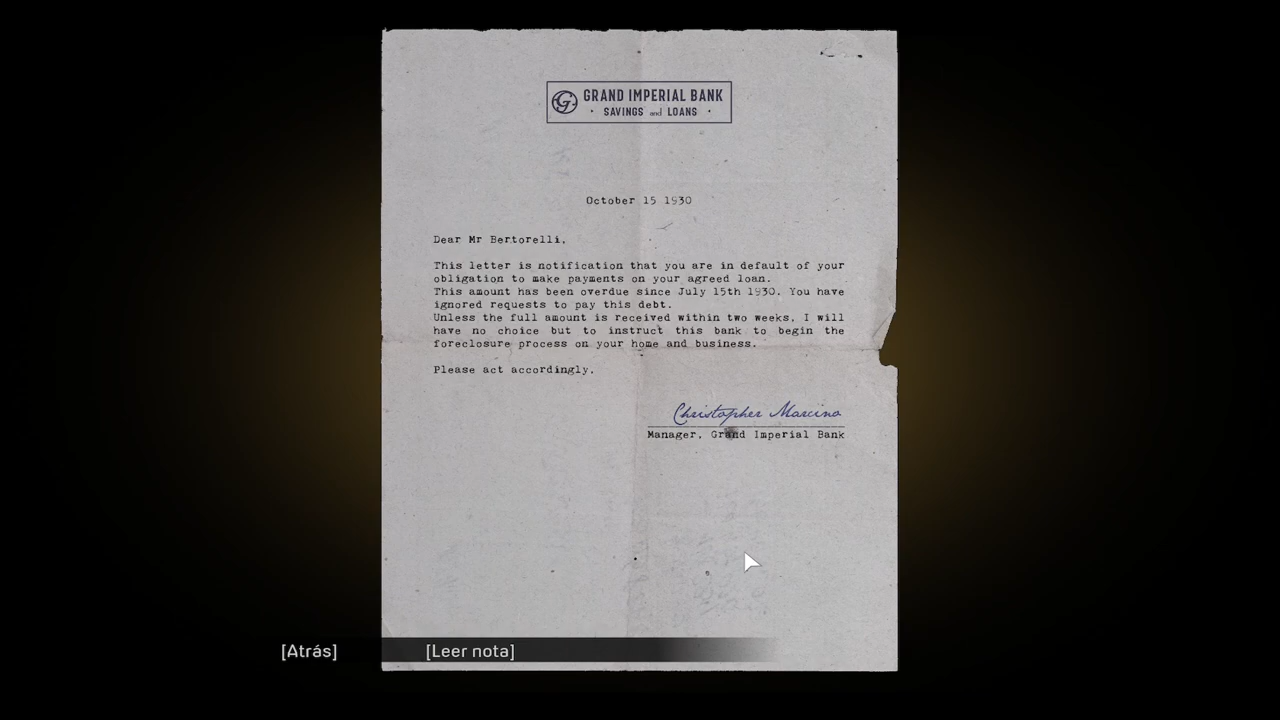 GRAND IMPERIAL BANK
SAVINGS and LOANS
October 15 1930
Dear Mr Bertorelli,
This letter is notification that you are in default of your
obligation to make payments on your agreed loan.
This amount has been overdue since July 15th 1930. You have
ignored requests to pay this debt.
Unless the full amount is received within two weeks, I will
have no choice but to instruct this bank to begin the
foreclosure process on your home and business.
Please act accordingly.
Christopher Marcino
Manager, Grand Imperial Bank
[Atrás] [Leer nota]